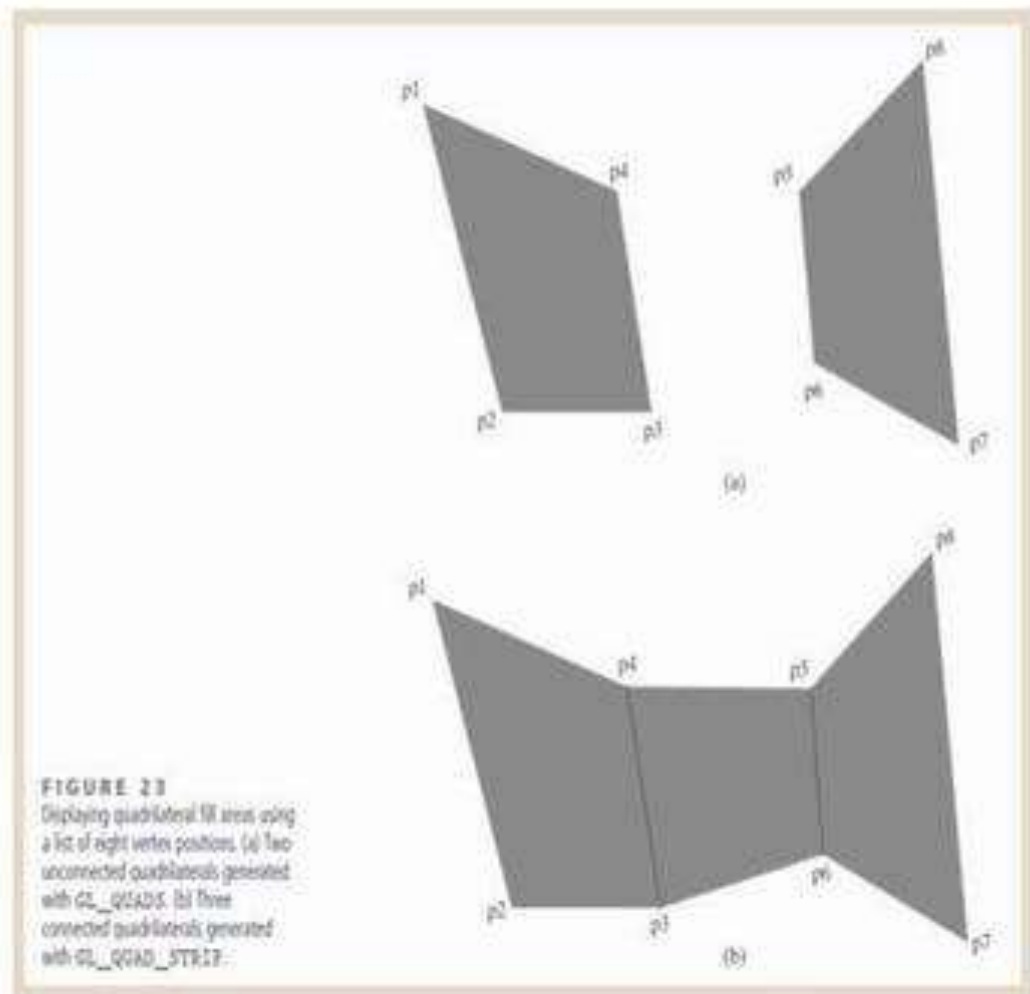 p1
p8
p4
p5
p6
p2
p3
p7
(a)
p8
p1
p4
p5
p6
p2
p3
p7
(b)
FIGURE 23
Displaying quadrilateral fill areas using
a list of eight vertex positions. (a) Two
unconnected quadrilaterals generated
with GL_QUADS. (b) Three
connected quadrilaterals generated
with GL_QUAD_STRIP.